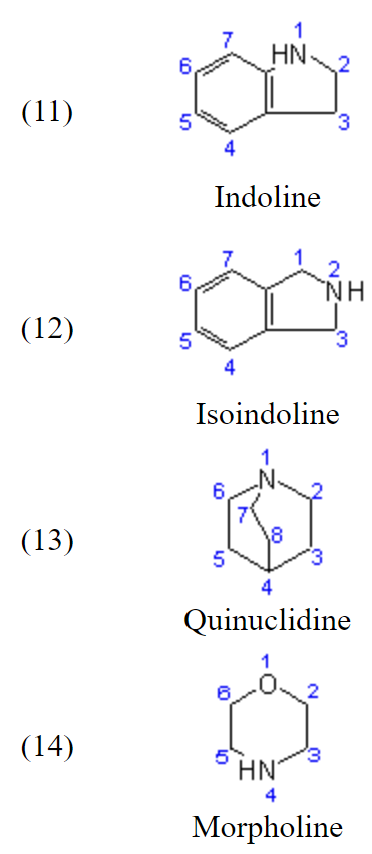 1
7 HN
6 2
(11)
5 3
4
Indoline
7 1 2
6 NH
(12)
5 3
4
Isoindoline
1
6 N 2
7
(13) 8
5 3
4
Quinuclidine
1
6 O 2
(14)
5 3
HN
4
Morpholine